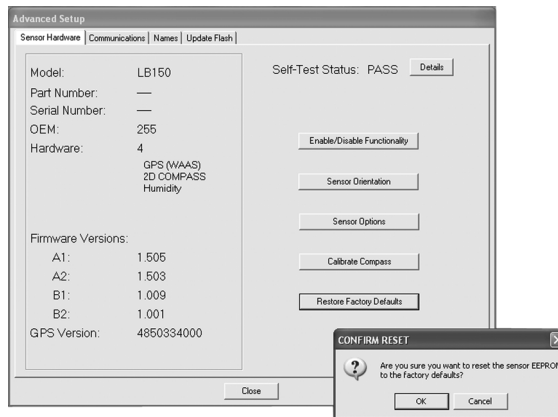 Advanced Setup
Sensor Hardware Communications Names Update Flash
Model: LB150
Part Number: —
Serial Number: —
OEM: 255
Hardware: 4
GPS (WAAS)
2D COMPASS
Humidity
Firmware Versions:
A1: 1.505
A2: 1.503
B1: 1.009
B2: 1.001
GPS Version: 4850334000
Self-Test Status: PASS Details
Enable/Disable Functionality
Sensor Orientation
Sensor Options
Calibrate Compass
Restore Factory Defaults
Close
CONFIRM RESET
Are you sure you want to reset the sensor EEPROM
to the factory defaults?
OK Cancel